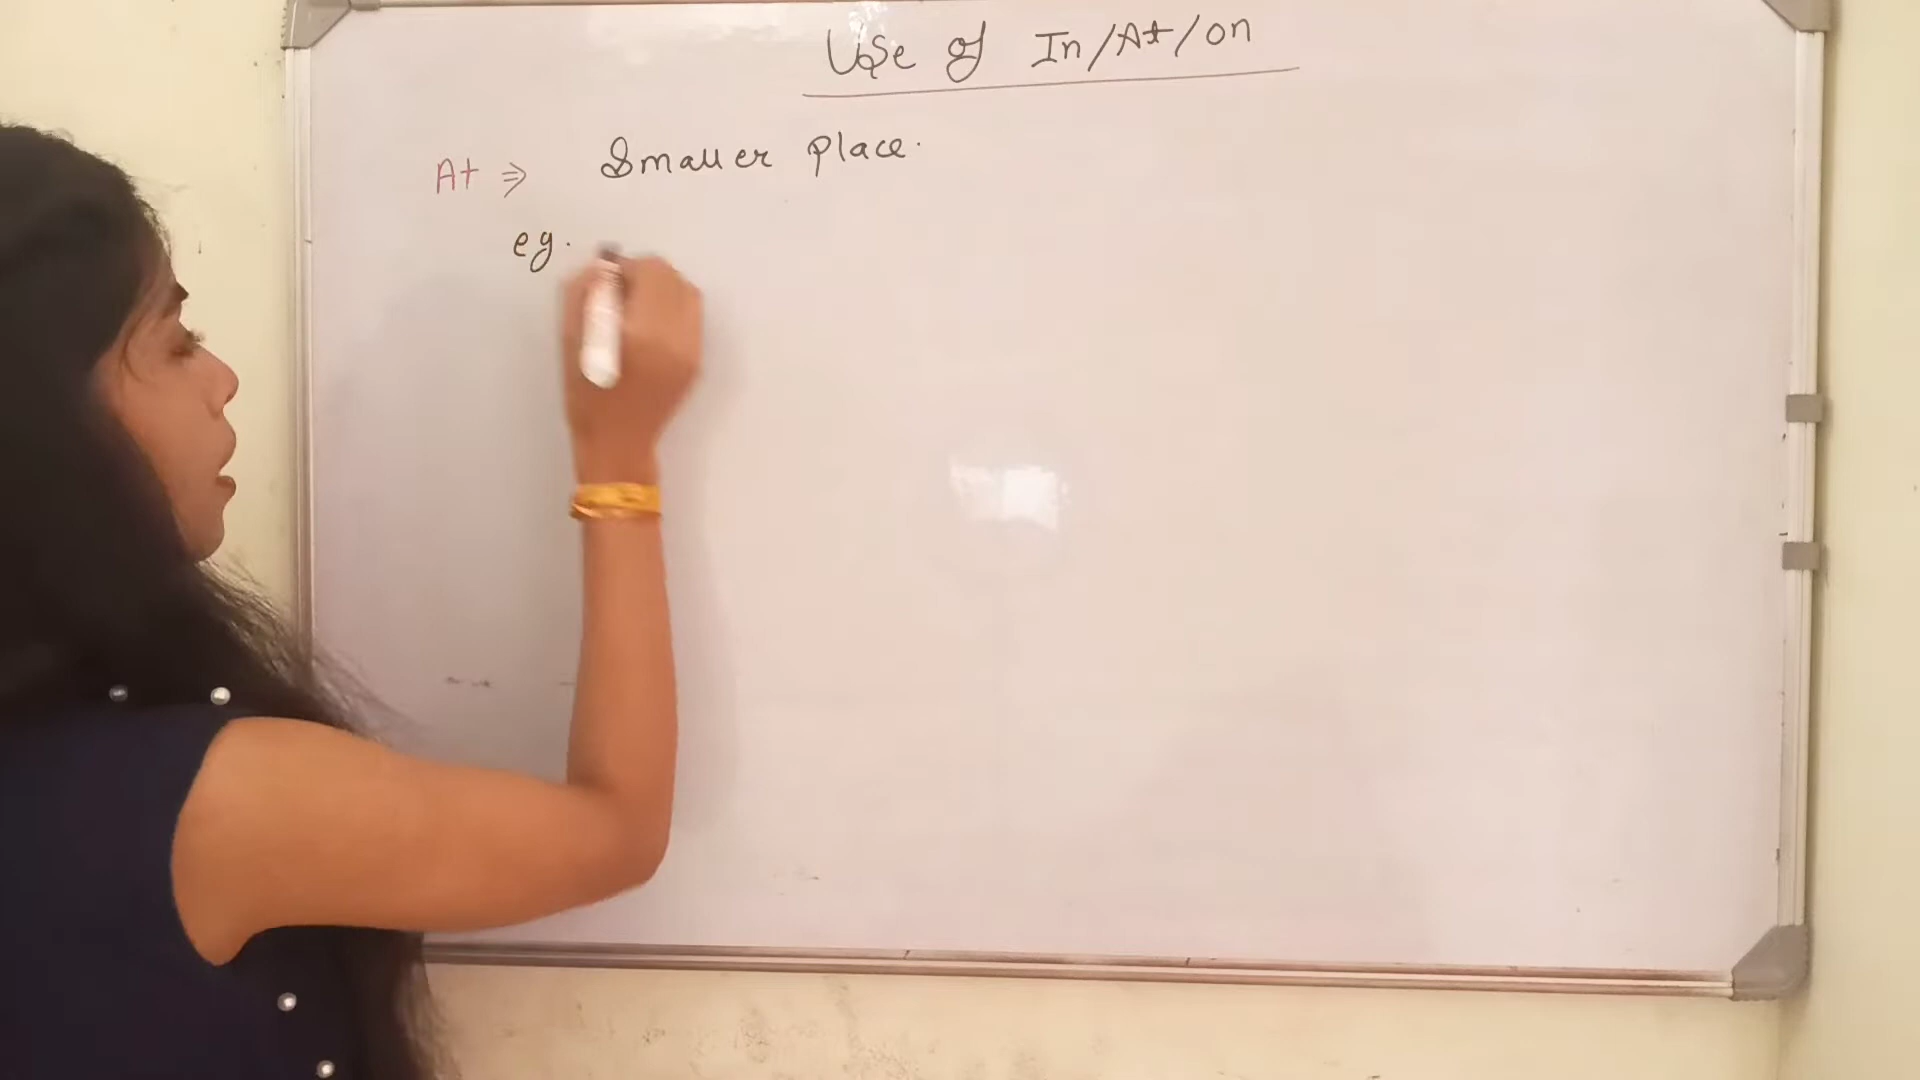 Use of In/At/on
At ⇒ Smaller place.
eg.